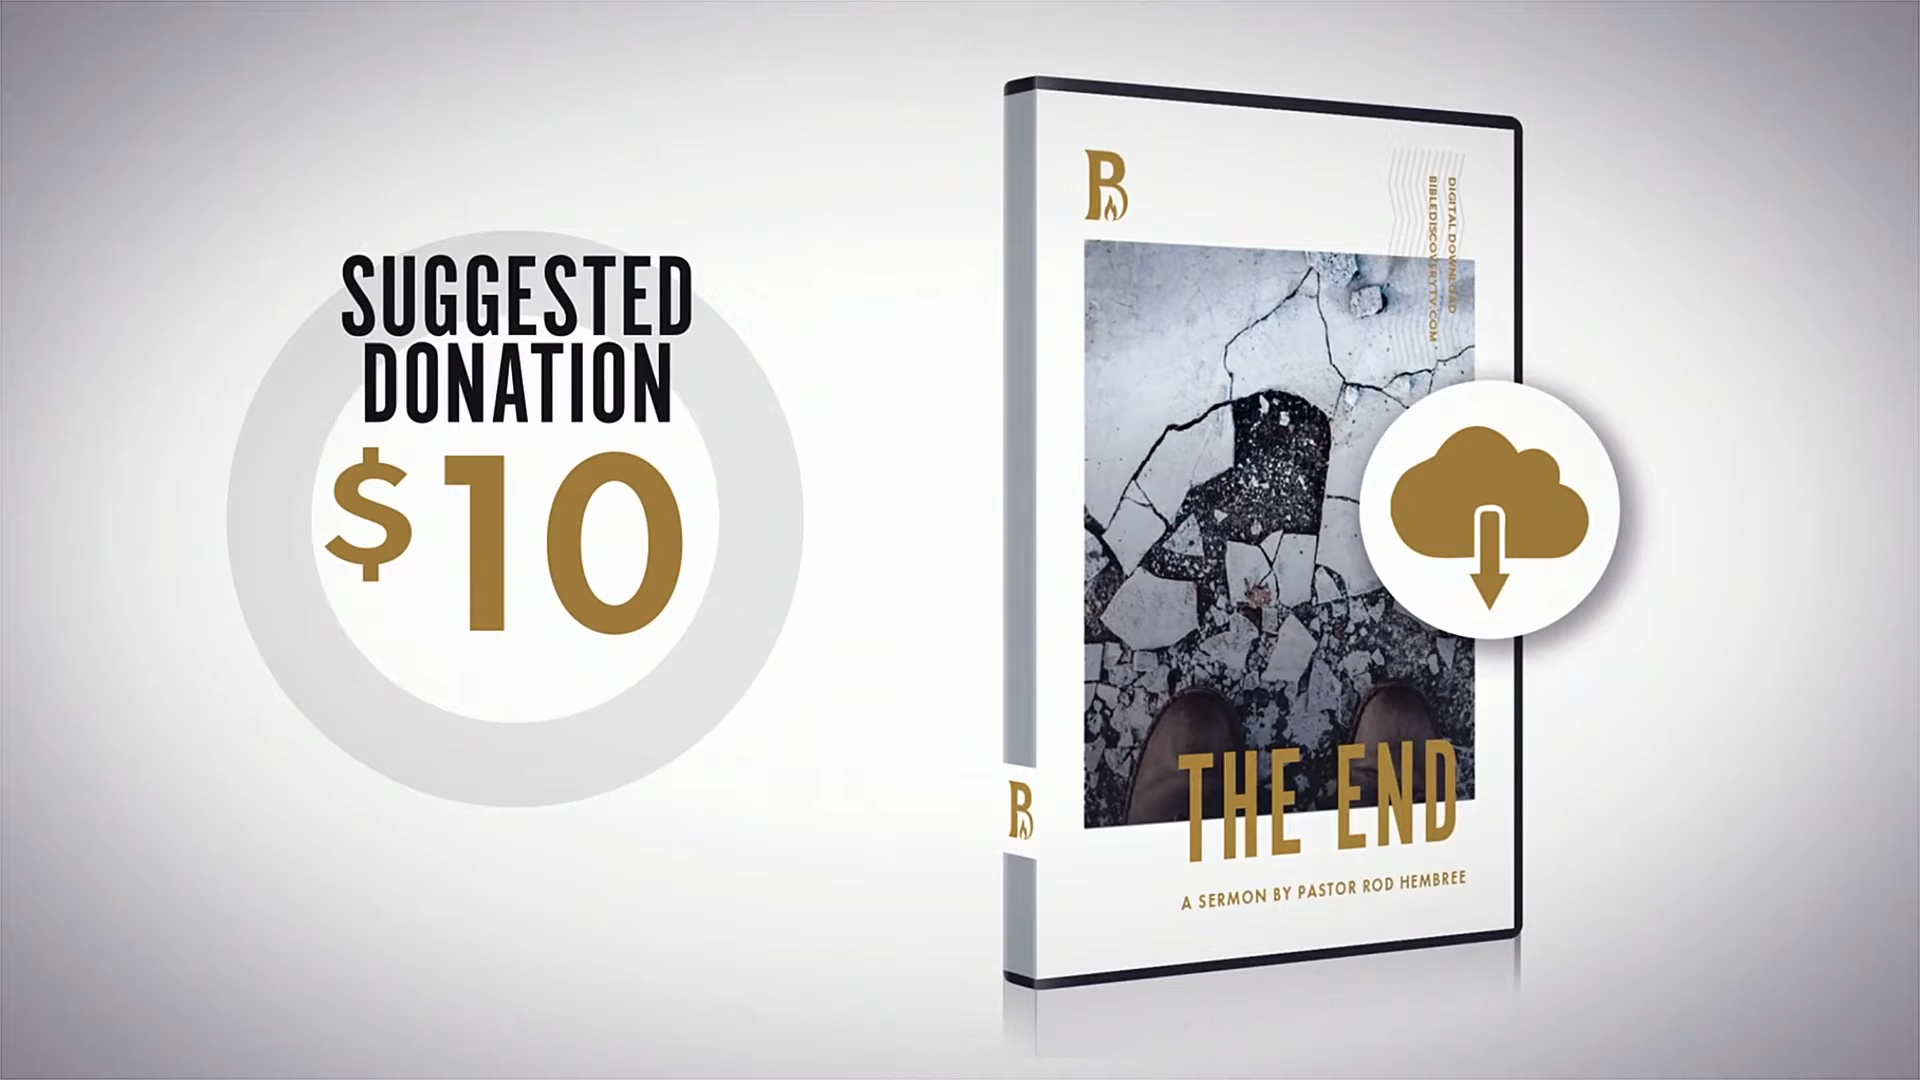 SUGGESTED
DONATION
$10
B
DIGITAL DOWNLOAD
BIBLEDISCOVERYTV.COM
THE END
A SERMON BY PASTOR ROD HEMBREE
B